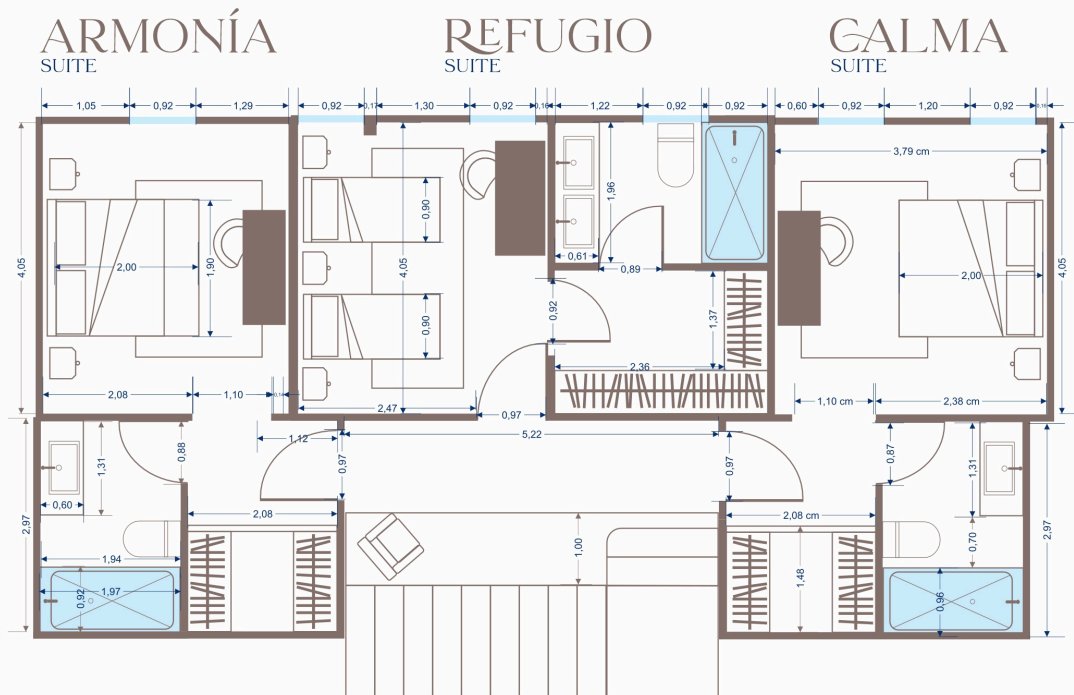 ARMONÍA
SUITE
REFUGIO
SUITE
CALMA
SUITE
1,05 0,92 1,29 0,92 0,17 1,30 0,92 0,16 1,22 0,92 0,92 0,60 0,92 1,20 0,92 0,16
3,79 cm
1,96
4,05 2,00 1,90 0,90 4,05 0,61 0,89 2,00 4,05
0,90 0,92 1,37
2,36
2,08 1,10 2,47 0,97 1,10 cm 2,38 cm
1,12 5,22
2,97 1,31 0,88 0,97 0,97 0,87 1,31 2,97
0,60 2,08 2,08 cm
1,94 1,00 0,70
0,92 1,97 1,48 0,96